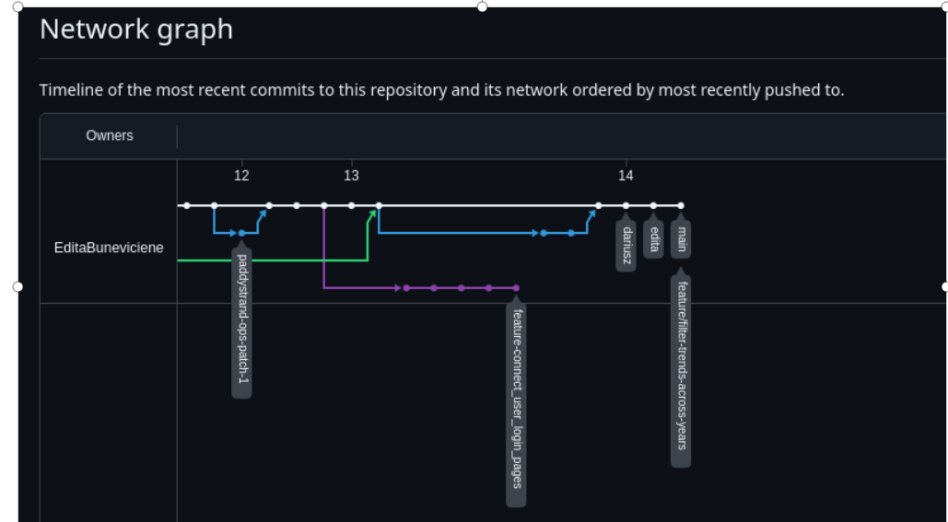 Network graph
Timeline of the most recent commits to this repository and its network ordered by most recently pushed to.
Owners
12
13
14
EditaBuneviciene
paddystrand-ops-patch-1
feature-connect_user_login_pages
dariusz
edita
main
feature/filter-trends-across-years